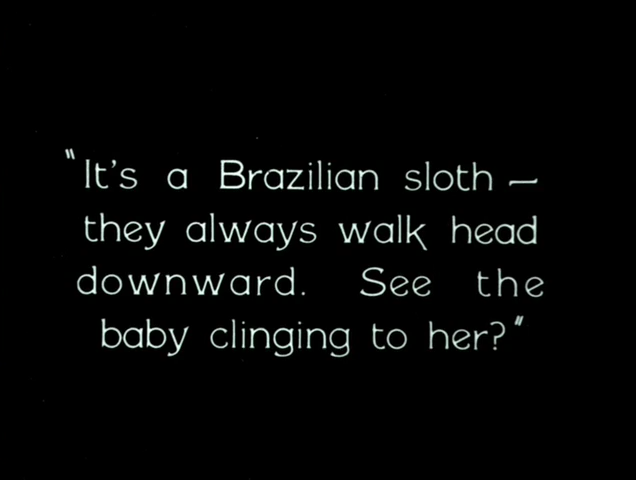 "It's a Brazilian sloth —
they always walk head
downward. See the
baby clinging to her?"